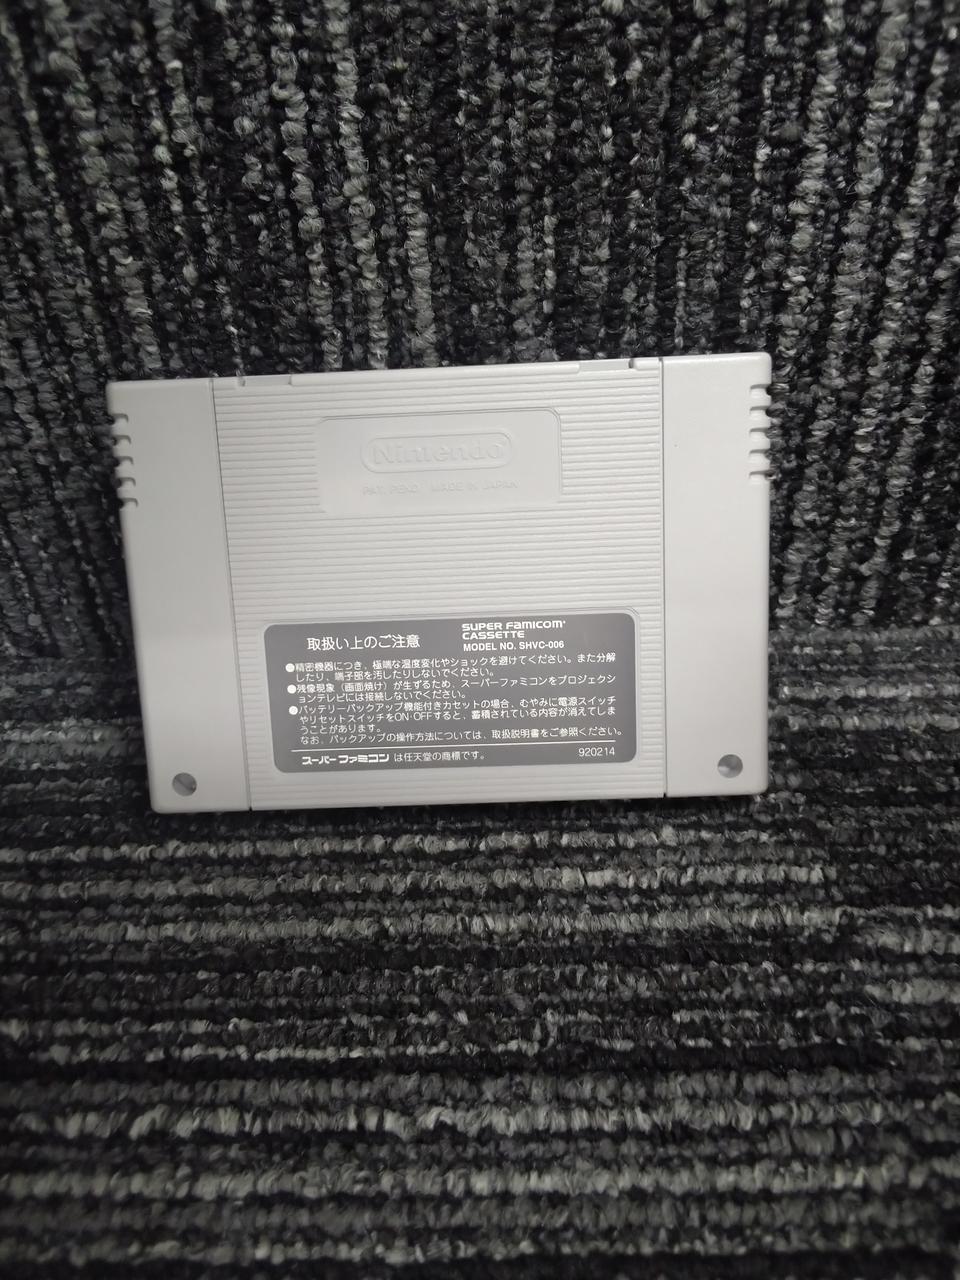 Nintendo
PAT. PEND. MADE IN JAPAN
取扱い上のご注意
SUPER FAMICOM
CASSETTE
MODEL NO. SHVC-006
●精密機器につき、極端な温度変化やショックを避けてください。また分解
したり、端子部を汚したりしないでください。
●残像現象（画面焼け）が生ずるため、スーパーファミコンをプロジェクシ
ョンテレビには接続しないでください。
●バッテリーバックアップ機能付きカセットの場合、むやみに電源スイッチ
やリセットスイッチをON・OFFすると、蓄積されている内容が消えてしま
うことがあります。
なお、バックアップの操作方法については、取扱説明書をご参照ください。
スーパーファミコンは任天堂の商標です。
920214